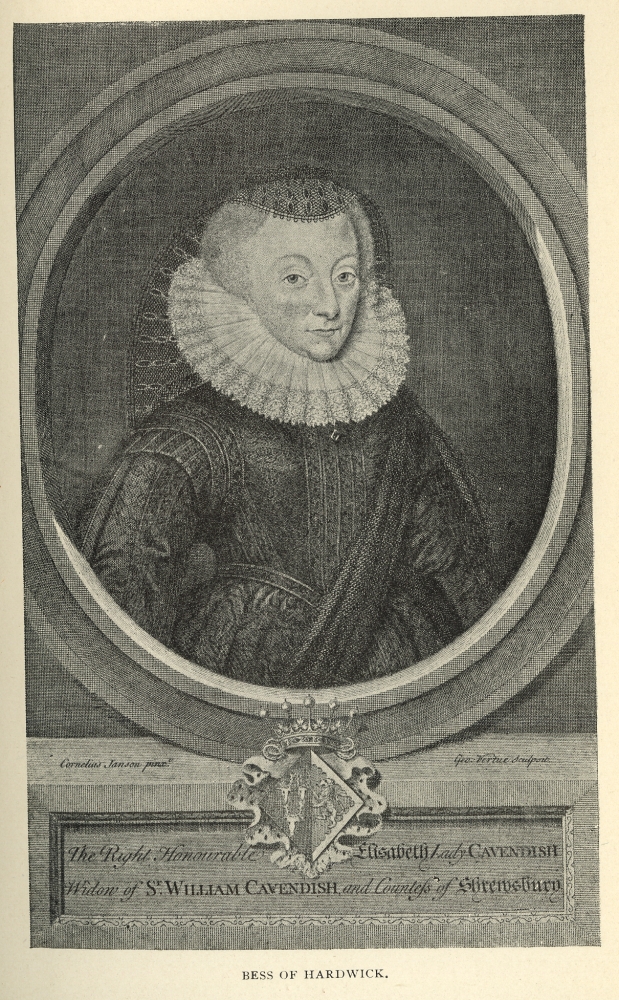 Cornelius Janson pinx.t
Geo. Vertue Sculpsit.
The Right Honourable Elisabeth Lady CAVENDISH
Widow of S.r WILLIAM CAVENDISH, and Countess of Shrewsbury
BESS OF HARDWICK.